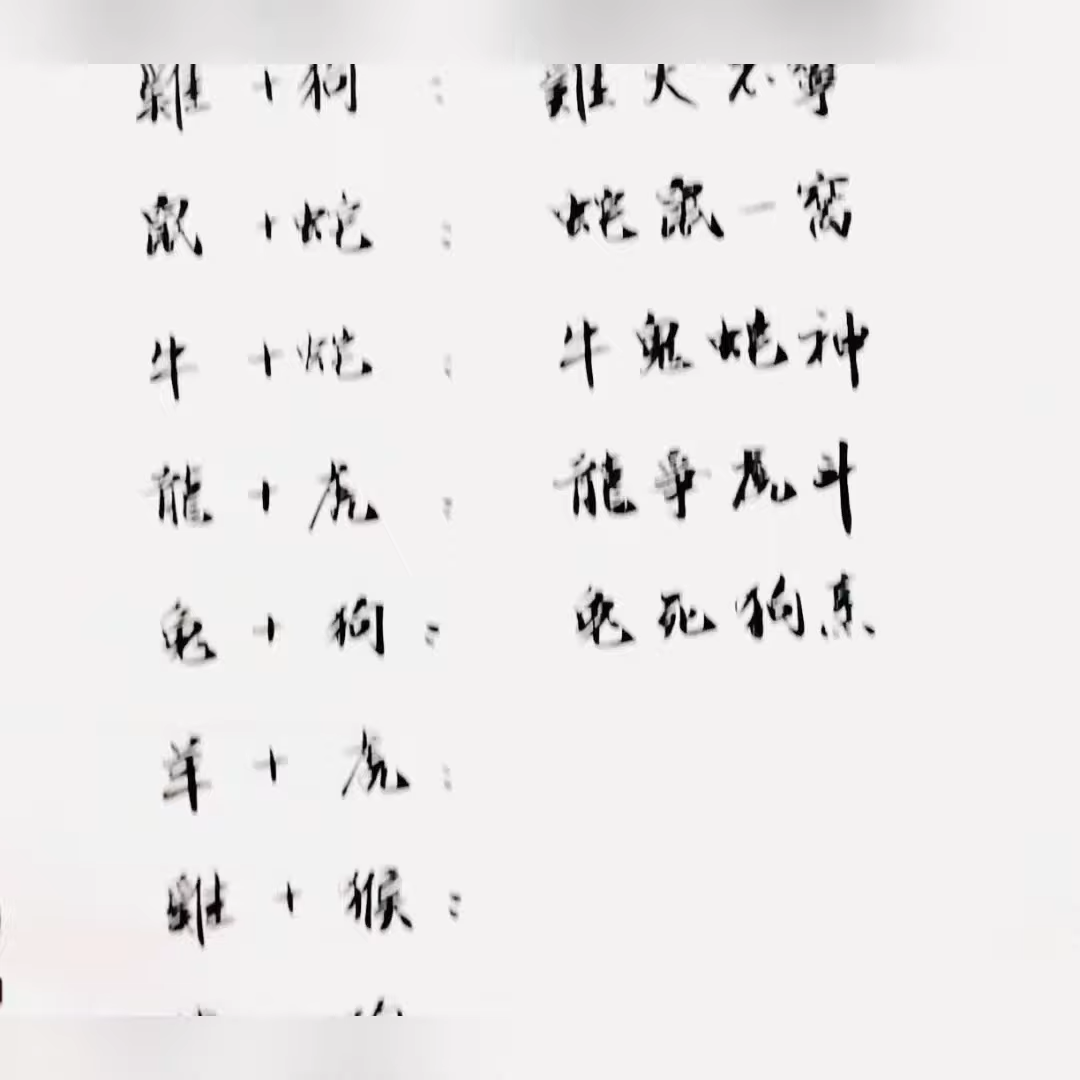 雞+狗：雞犬不寧
鼠+蛇：蛇鼠一窩
牛+蛇：牛鬼蛇神
龍+虎：龍爭虎斗
兔+狗：兔死狗烹
羊+虎：
雞+猴：